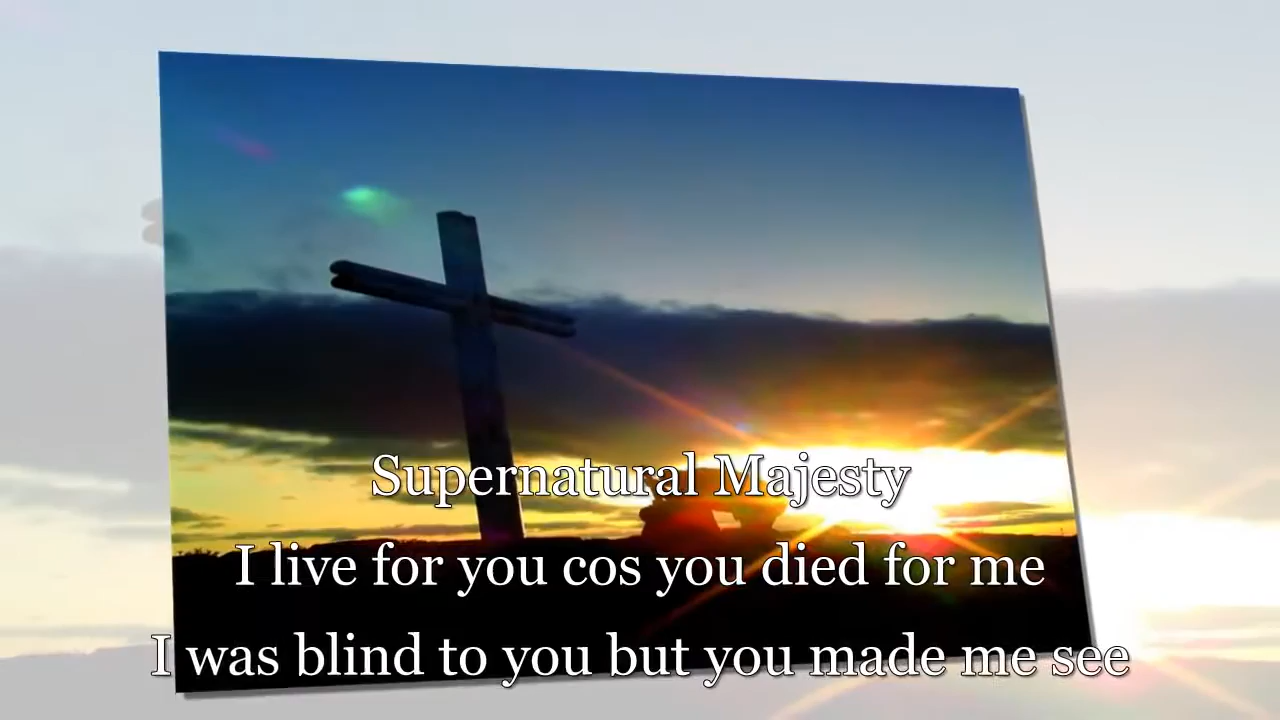 Supernatural Majesty
I live for you cos you died for me
I was blind to you but you made me see